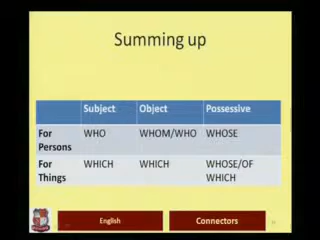 Summing up
Subject Object Possessive
For Persons WHO WHOM/WHO WHOSE
For Things WHICH WHICH WHOSE/OF WHICH
English Connectors